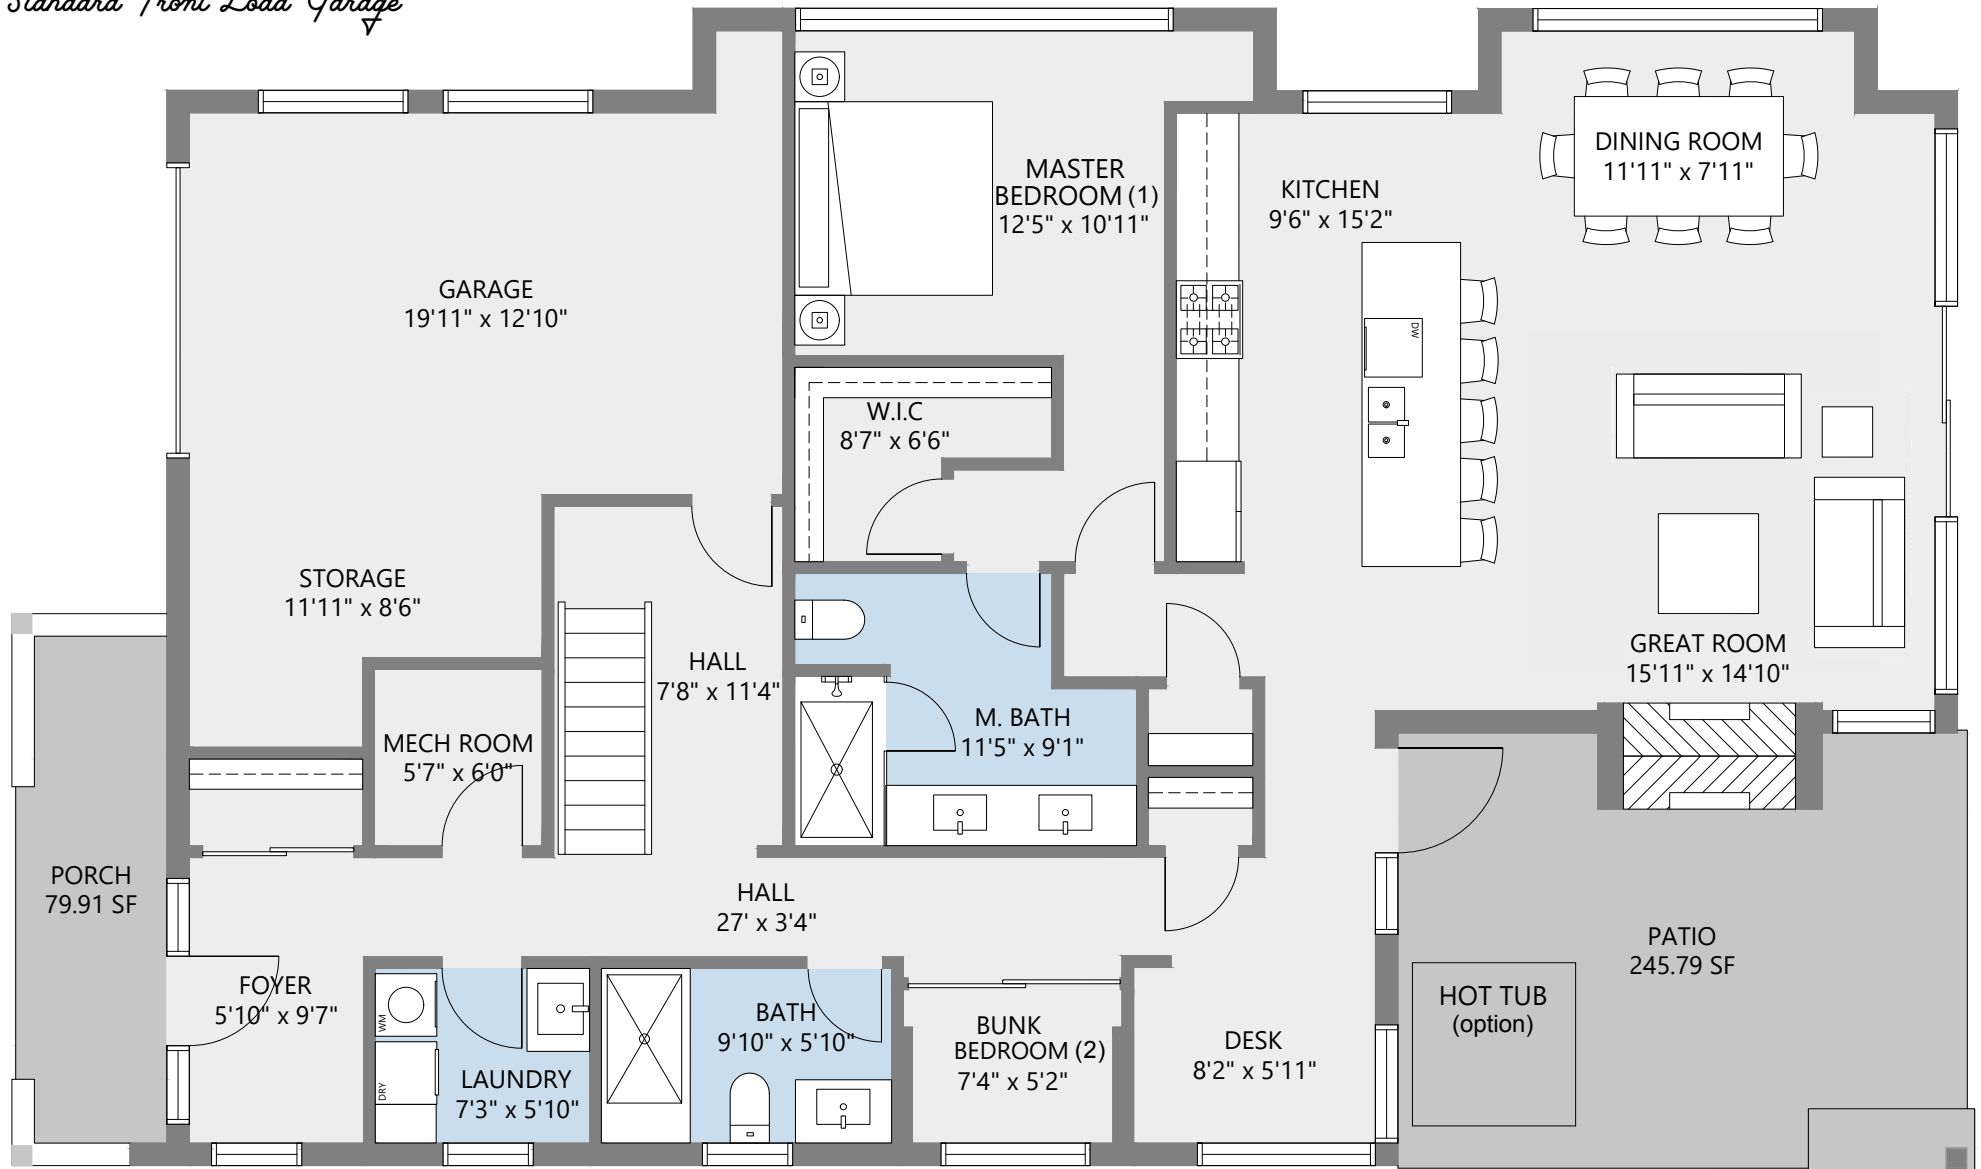 Standard Front Load Garage
DINING ROOM
11'11" x 7'11"
MASTER
BEDROOM (1)
12'5" x 10'11"
KITCHEN
9'6" x 15'2"
GARAGE
19'11" x 12'10"
DW
W.I.C
8'7" x 6'6"
STORAGE
11'11" x 8'6"
HALL
7'8" x 11'4"
GREAT ROOM
15'11" x 14'10"
M. BATH
11'5" x 9'1"
MECH ROOM
5'7" x 6'0"
PORCH
79.91 SF
HALL
27' x 3'4"
PATIO
245.79 SF
FOYER
5'10" x 9'7"
WM
BATH
9'10" x 5'10"
HOT TUB
(option)
BUNK
BEDROOM (2)
7'4" x 5'2"
DESK
8'2" x 5'11"
DRY
LAUNDRY
7'3" x 5'10"